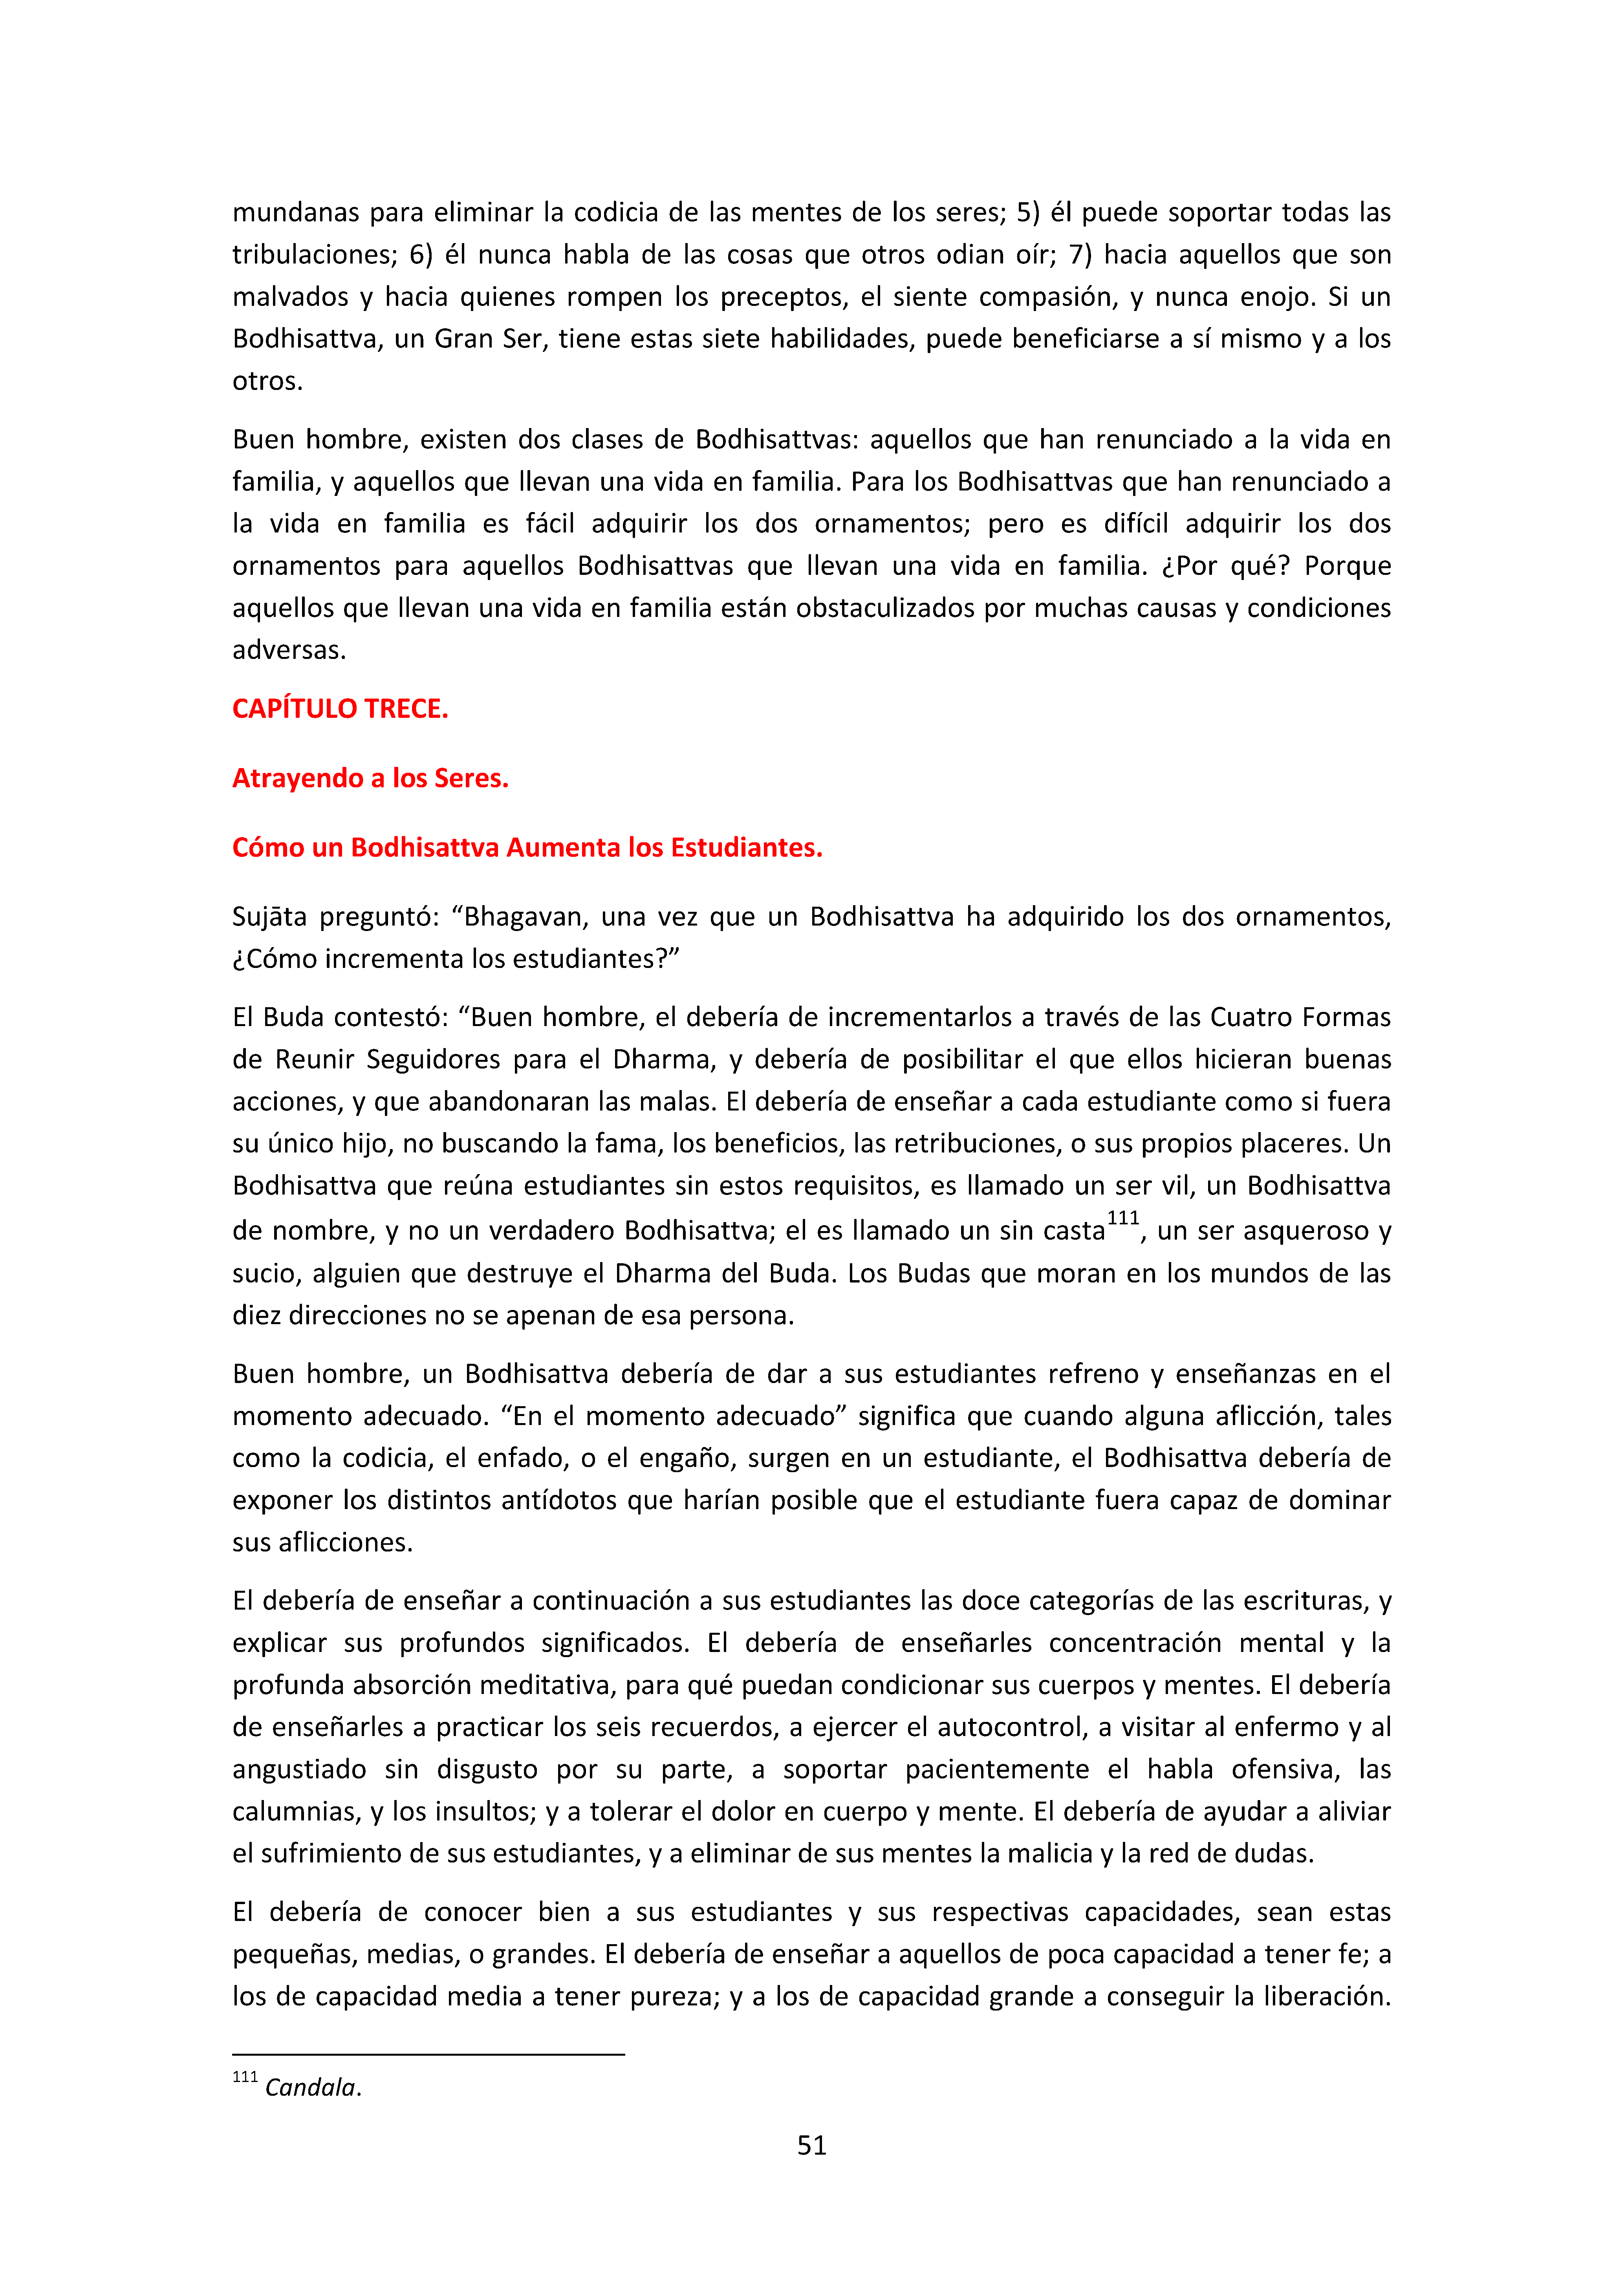 mundanas para eliminar la codicia de las mentes de los seres; 5) él puede soportar todas las
tribulaciones; 6) él nunca habla de las cosas que otros odian oír; 7) hacia aquellos que son
malvados y hacia quienes rompen los preceptos, el siente compasión, y nunca enojo. Si un
Bodhisattva, un Gran Ser, tiene estas siete habilidades, puede beneficiarse a sí mismo y a los
otros.
Buen hombre, existen dos clases de Bodhisattvas: aquellos que han renunciado a la vida en
familia, y aquellos que llevan una vida en familia. Para los Bodhisattvas que han renunciado a
la vida en familia es fácil adquirir los dos ornamentos; pero es difícil adquirir los dos
ornamentos para aquellos Bodhisattvas que llevan una vida en familia. ¿Por qué? Porque
aquellos que llevan una vida en familia están obstaculizados por muchas causas y condiciones
adversas.
CAPÍTULO TRECE.
Atrayendo a los Seres.
Cómo un Bodhisattva Aumenta los Estudiantes.
Sujāta preguntó: “Bhagavan, una vez que un Bodhisattva ha adquirido los dos ornamentos,
¿Cómo incrementa los estudiantes?”
El Buda contestó: “Buen hombre, el debería de incrementarlos a través de las Cuatro Formas
de Reunir Seguidores para el Dharma, y debería de posibilitar el que ellos hicieran buenas
acciones, y que abandonaran las malas. El debería de enseñar a cada estudiante como si fuera
su único hijo, no buscando la fama, los beneficios, las retribuciones, o sus propios placeres. Un
Bodhisattva que reúna estudiantes sin estos requisitos, es llamado un ser vil, un Bodhisattva
de nombre, y no un verdadero Bodhisattva; el es llamado un sin casta111, un ser asqueroso y
sucio, alguien que destruye el Dharma del Buda. Los Budas que moran en los mundos de las
diez direcciones no se apenan de esa persona.
Buen hombre, un Bodhisattva debería de dar a sus estudiantes refreno y enseñanzas en el
momento adecuado. “En el momento adecuado” significa que cuando alguna aflicción, tales
como la codicia, el enfado, o el engaño, surgen en un estudiante, el Bodhisattva debería de
exponer los distintos antídotos que harían posible que el estudiante fuera capaz de dominar
sus aflicciones.
El debería de enseñar a continuación a sus estudiantes las doce categorías de las escrituras, y
explicar sus profundos significados. El debería de enseñarles concentración mental y la
profunda absorción meditativa, para qué puedan condicionar sus cuerpos y mentes. El debería
de enseñarles a practicar los seis recuerdos, a ejercer el autocontrol, a visitar al enfermo y al
angustiado sin disgusto por su parte, a soportar pacientemente el habla ofensiva, las
calumnias, y los insultos; y a tolerar el dolor en cuerpo y mente. El debería de ayudar a aliviar
el sufrimiento de sus estudiantes, y a eliminar de sus mentes la malicia y la red de dudas.
El debería de conocer bien a sus estudiantes y sus respectivas capacidades, sean estas
pequeñas, medias, o grandes. El debería de enseñar a aquellos de poca capacidad a tener fe; a
los de capacidad media a tener pureza; y a los de capacidad grande a conseguir la liberación.
111 Candala.
51